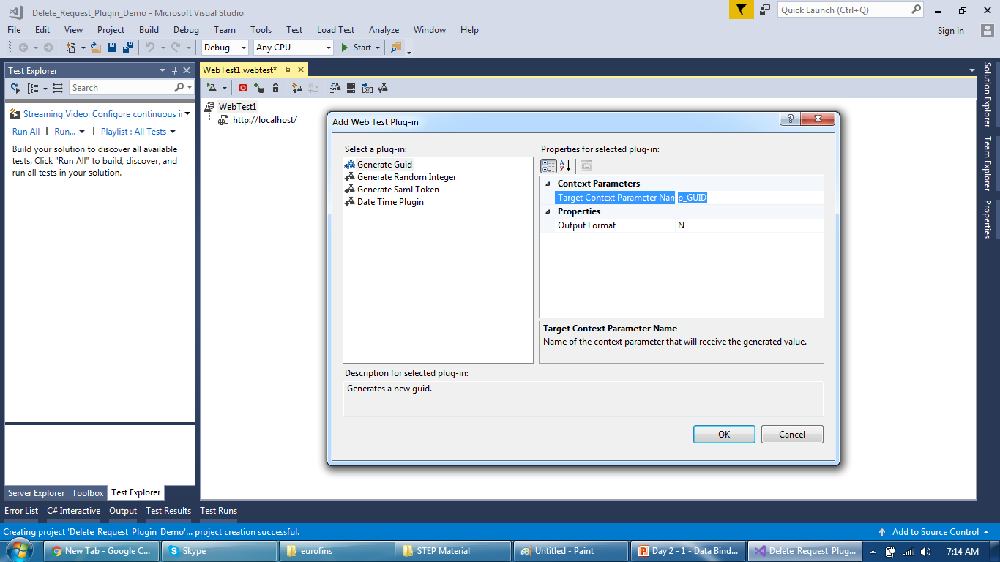 Delete_Request_Plugin_Demo - Microsoft Visual Studio
Quick Launch (Ctrl+Q)
File Edit View Project Build Debug Team Tools Test Load Test Analyze Window Help
Sign in
Debug Any CPU Start
Test Explorer
WebTest1.webtest*
Search
Streaming Video: Configure continuous i
Run All | Run... | Playlist : All Tests
Build your solution to discover all available
tests. Click "Run All" to build, discover, and
run all tests in your solution.
WebTest1
http://localhost/
Add Web Test Plug-in
?
Select a plug-in:
Generate Guid
Generate Random Integer
Generate Saml Token
Date Time Plugin
Properties for selected plug-in:
Context Parameters
Target Context Parameter Nan p_GUID
Properties
Output Format N
Target Context Parameter Name
Name of the context parameter that will receive the generated value.
Description for selected plug-in:
Generates a new guid.
OK Cancel
Solution Explorer
Team Explorer
Properties
Server Explorer Toolbox Test Explorer
Error List C# Interactive Output Test Results Test Runs
Creating project 'Delete_Request_Plugin_Demo'... project creation successful.
Add to Source Control
New Tab - Google C...
Skype
eurofins
STEP Material
Untitled - Paint
Day 2 - 1 - Data Bind...
Delete_Request_Plug...
7:14 AM